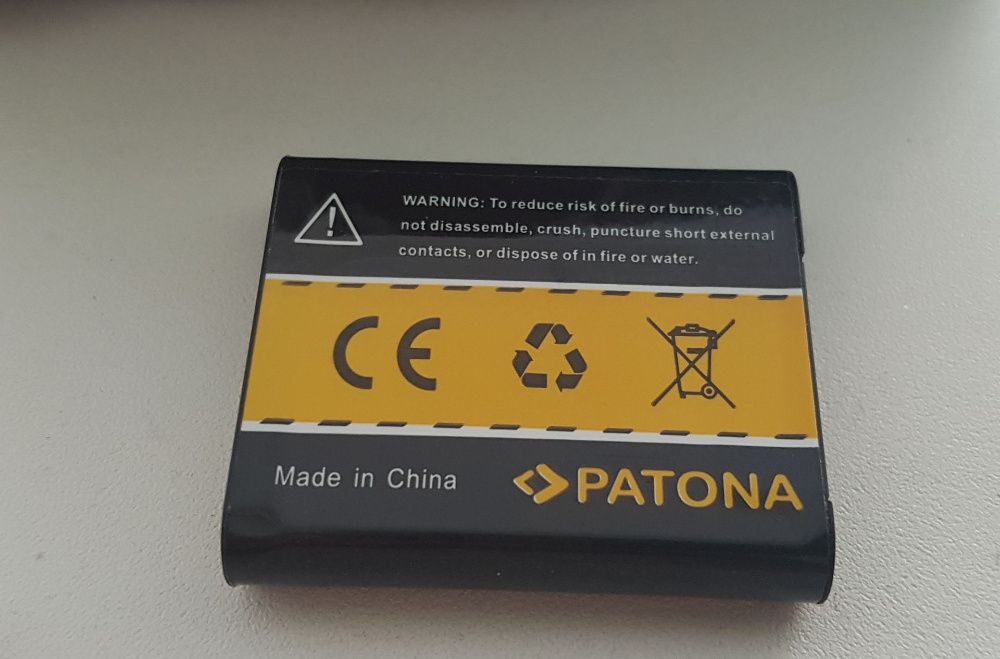 WARNING: To reduce risk of fire or burns, do
not disassemble, crush, puncture short external
contacts, or dispose of in fire or water.
CE
Made in China
PATONA